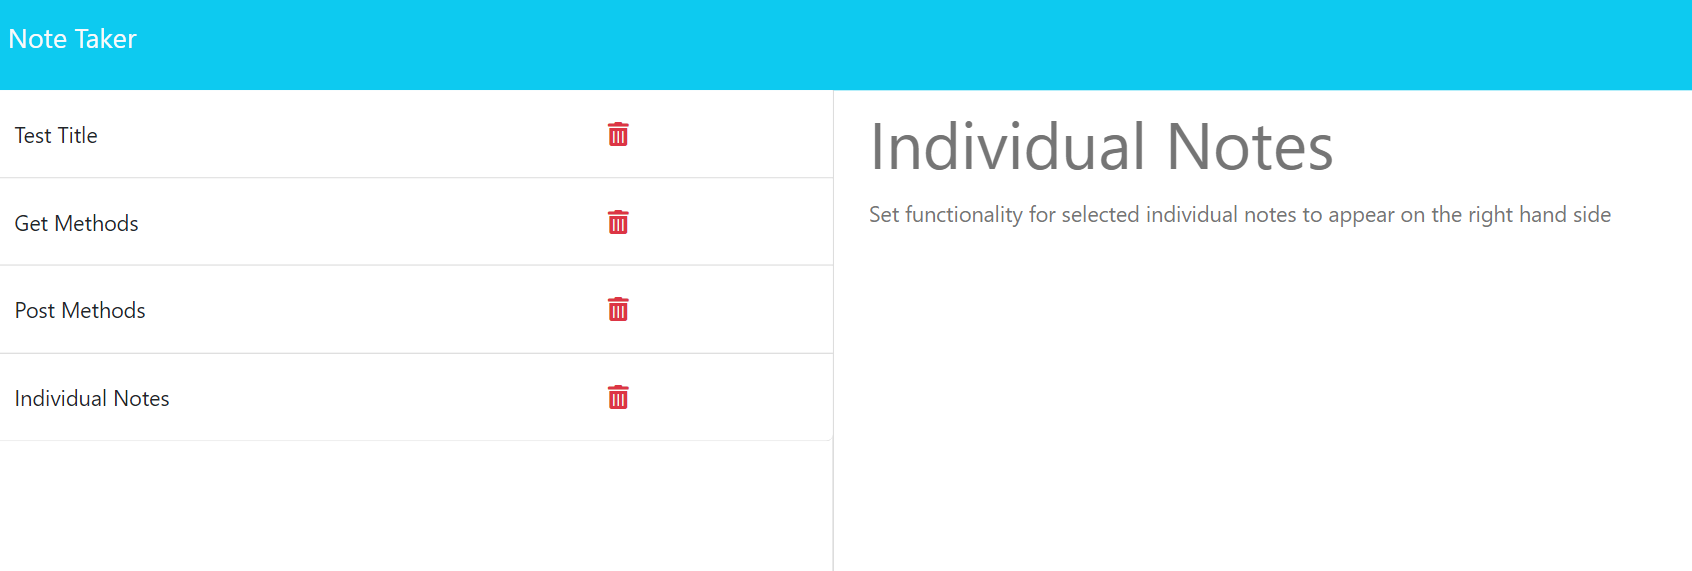 Note Taker
Test Title
Get Methods
Post Methods
Individual Notes
Individual Notes
Set functionality for selected individual notes to appear on the right hand side